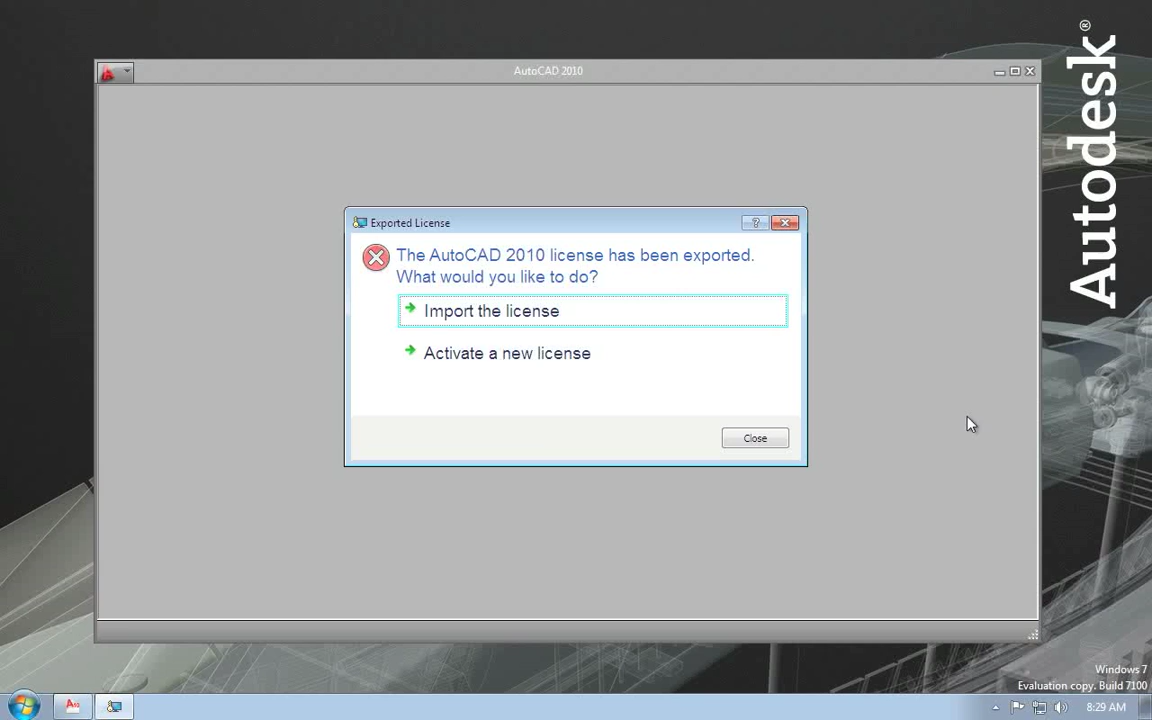 AutoCAD 2010
Autodesk®
Exported License
The AutoCAD 2010 license has been exported.
What would you like to do?
Import the license
Activate a new license
Close
Windows 7
Evaluation copy. Build 7100
8:29 AM